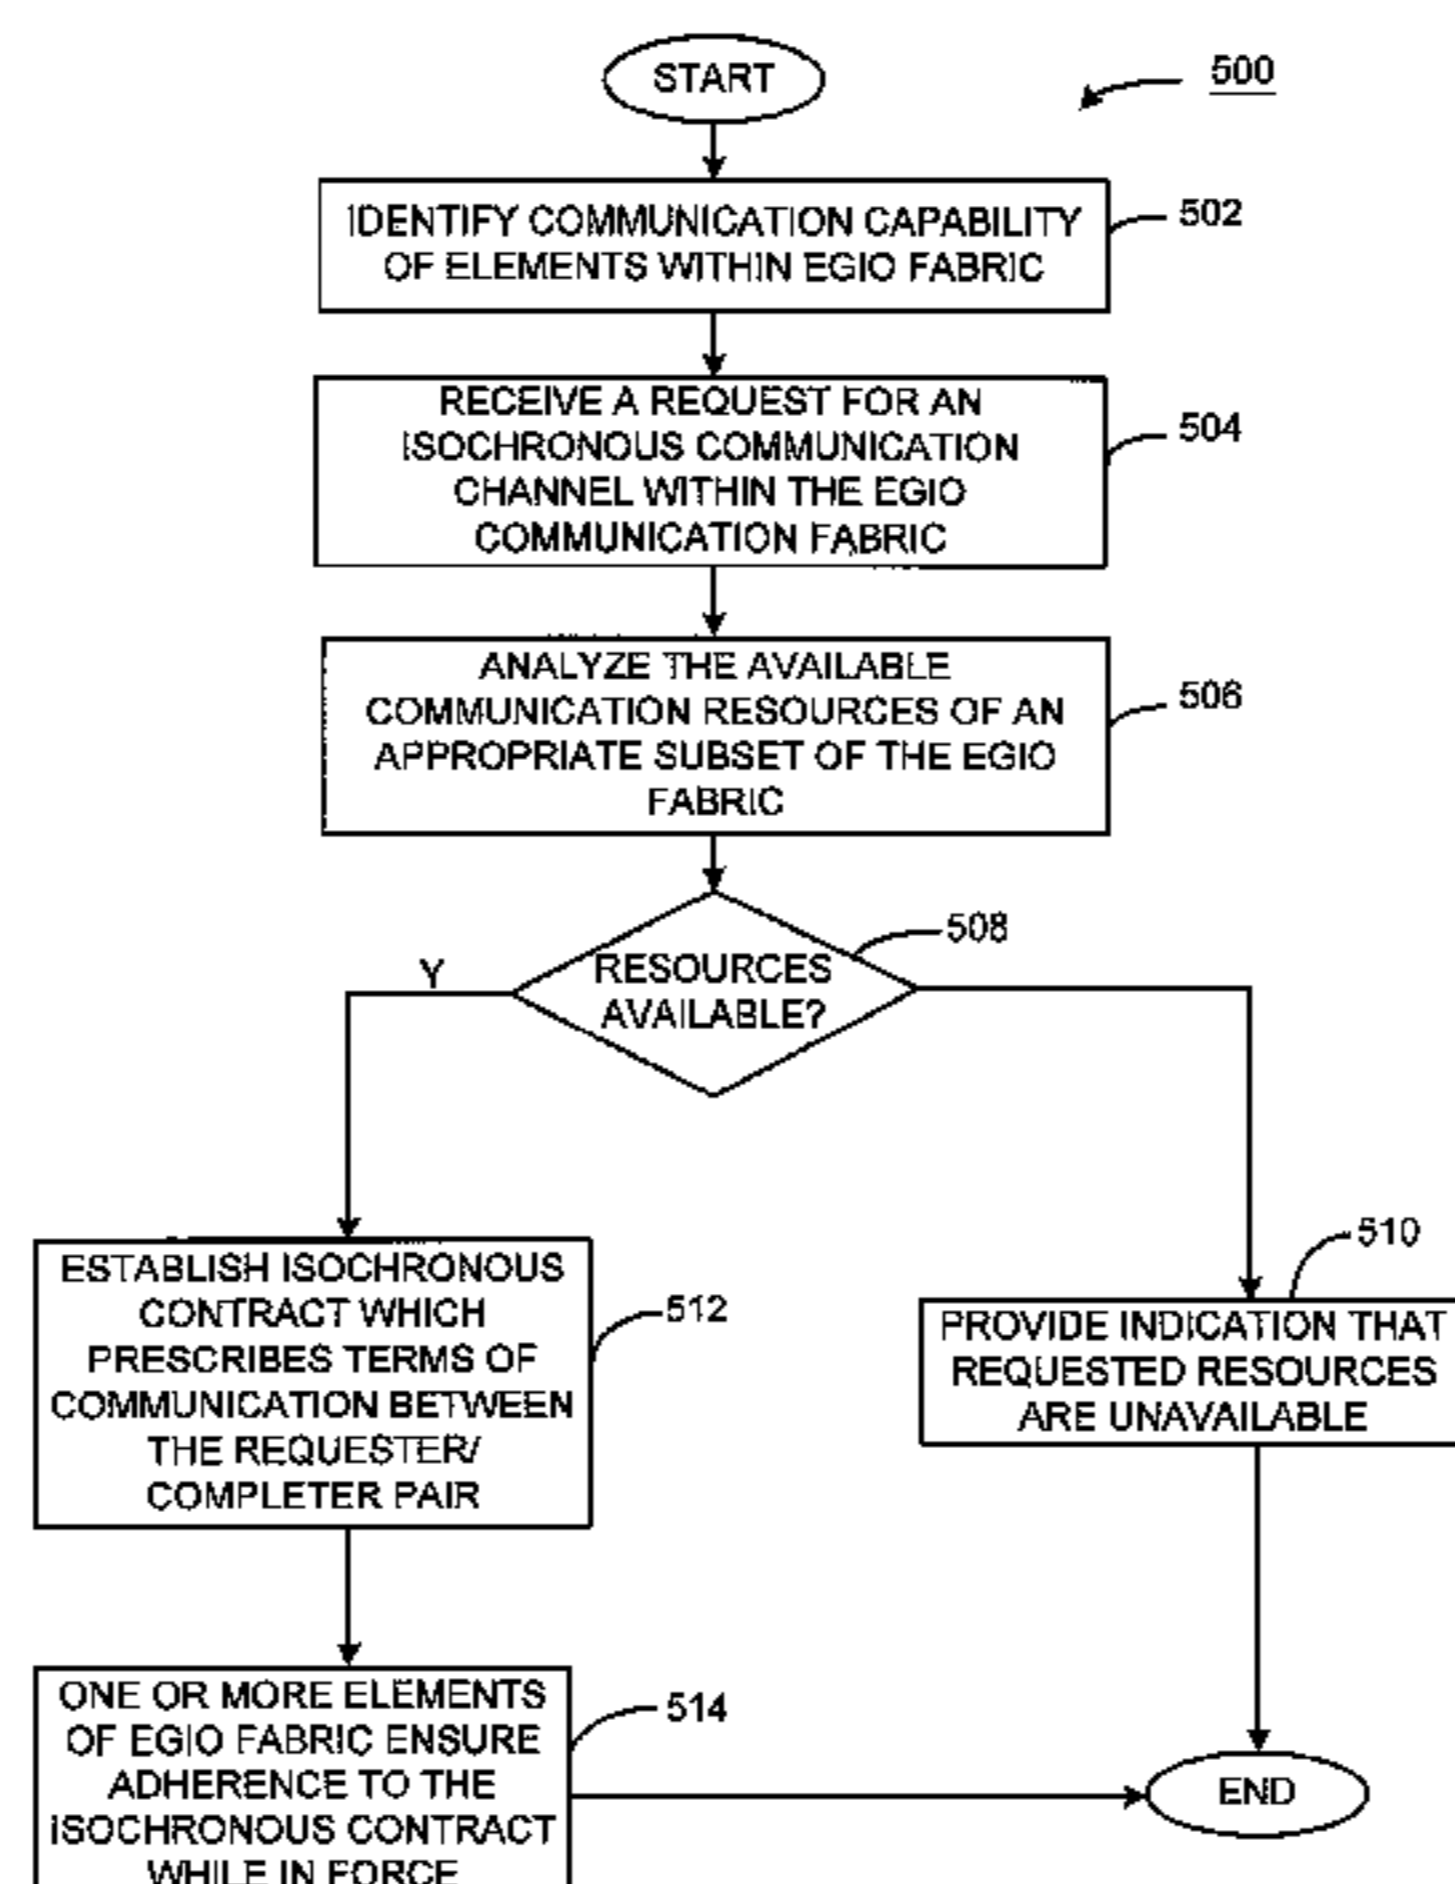 START
500
IDENTIFY COMMUNICATION CAPABILITY
OF ELEMENTS WITHIN EGIO FABRIC
502
RECEIVE A REQUEST FOR AN
ISOCHRONOUS COMMUNICATION
CHANNEL WITHIN THE EGIO
COMMUNICATION FABRIC
504
ANALYZE THE AVAILABLE
COMMUNICATION RESOURCES OF AN
APPROPRIATE SUBSET OF THE EGIO
FABRIC
506
RESOURCES
AVAILABLE?
508
Y
ESTABLISH ISOCHRONOUS
CONTRACT WHICH
PRESCRIBES TERMS OF
COMMUNICATION BETWEEN
THE REQUESTER/
COMPLETER PAIR
512
PROVIDE INDICATION THAT
REQUESTED RESOURCES
ARE UNAVAILABLE
510
ONE OR MORE ELEMENTS
OF EGIO FABRIC ENSURE
ADHERENCE TO THE
ISOCHRONOUS CONTRACT
WHILE IN FORCE
514
END